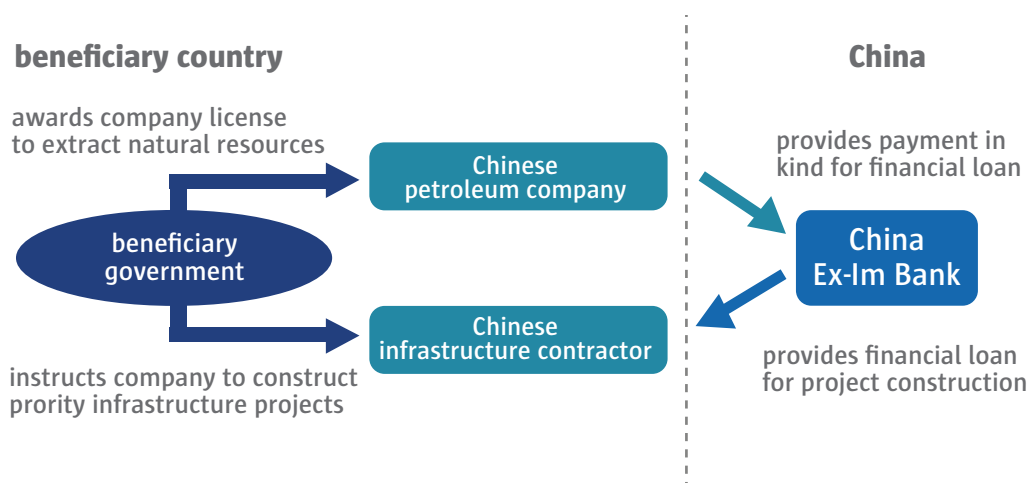 beneficiary country
China
awards company license
to extract natural resources
Chinese
petroleum company
provides payment in
kind for financial loan
beneficiary
government
China
Ex-Im Bank
Chinese
infrastructure contractor
instructs company to construct
prority infrastructure projects
provides financial loan
for project construction